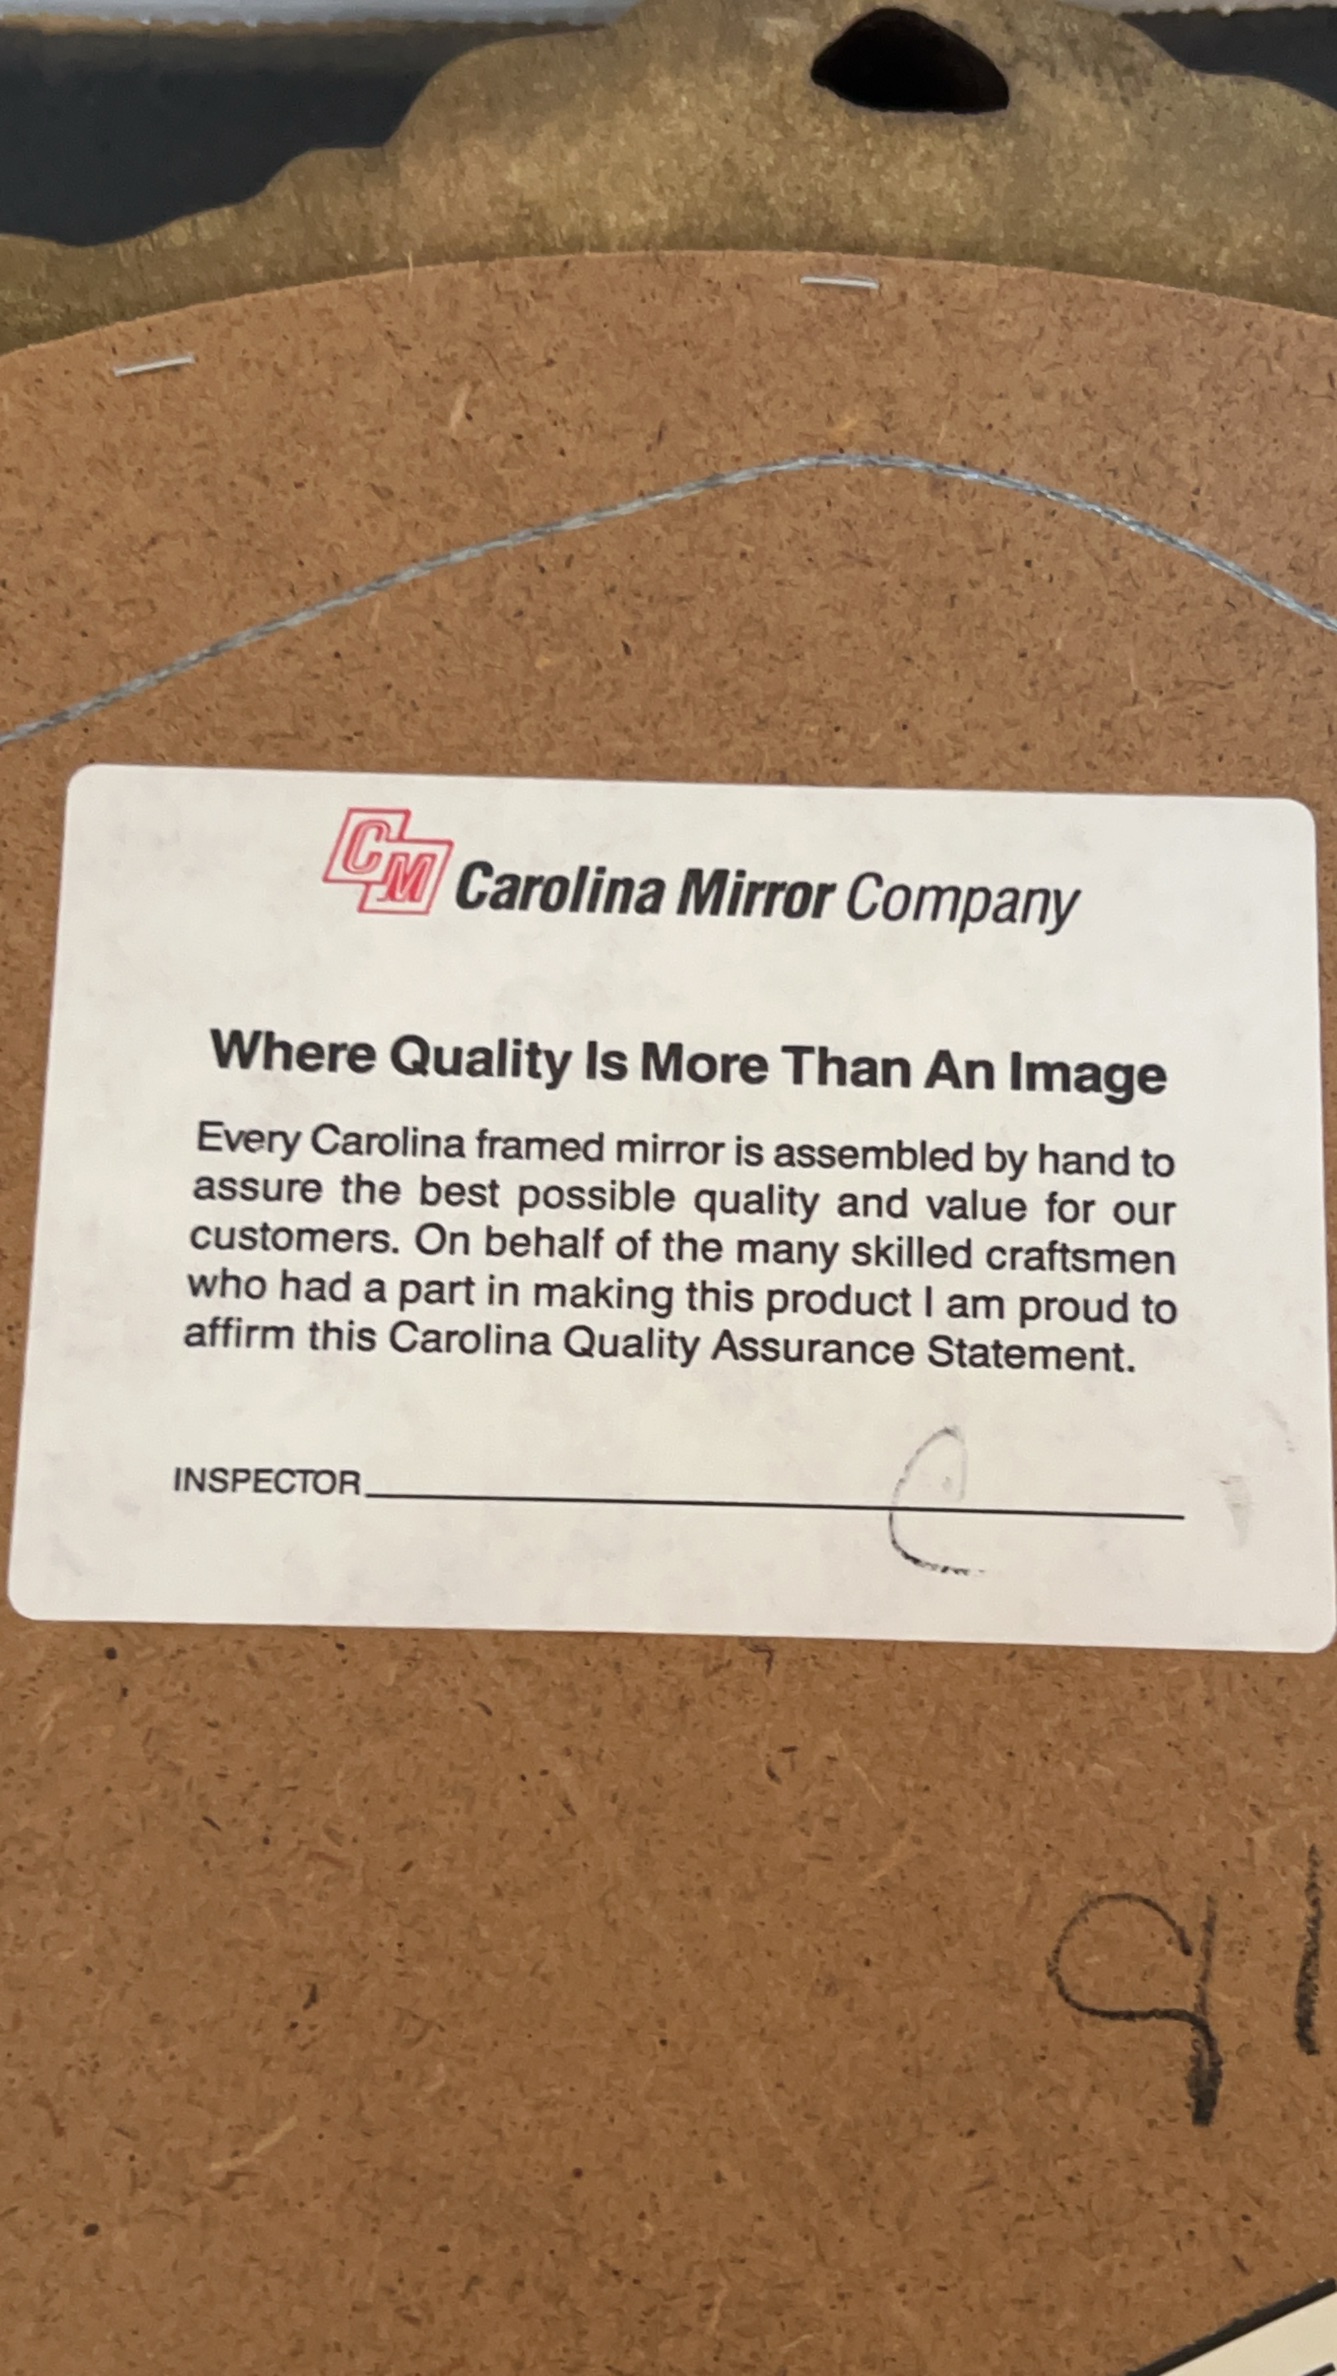 CM Carolina Mirror Company
Where Quality Is More Than An Image
Every Carolina framed mirror is assembled by hand to
assure the best possible quality and value for our
customers. On behalf of the many skilled craftsmen
who had a part in making this product I am proud to
affirm this Carolina Quality Assurance Statement.
INSPECTOR